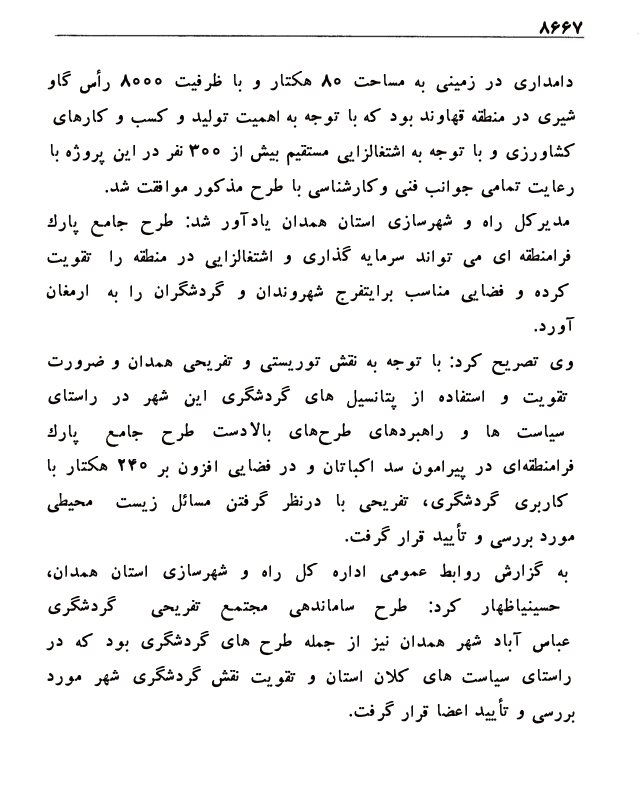 ۸۶۶۷
دامداری در زمینی به مساحت ۸۰ هکتار و با ظرفیت ۸۰۰۰ رأس گاو
شیری در منطقه قهاوند بود که با توجه به اهمیت تولید و کسب و کارهای
کشاورزی و با توجه به اشتغالزایی مستقیم بیش از ۳۰۰ نفر در این پروژه با
رعایت تمامی جوانب فنی وکارشناسی با طرح مذکور موافقت شد.
مدیرکل راه و شهرسازی استان همدان یادآور شد: طرح جامع پارك
فرامنطقه ای می تواند سرمایه گذاری و اشتغالزایی در منطقه را تقویت
کرده و فضایی مناسب برایتفرج شهروندان و گردشگران را به ارمغان
آورد.
وی تصریح کرد: با توجه به نقش توریستی و تفریحی همدان و ضرورت
تقویت و استفاده از پتانسیل های گردشگری این شهر در راستای
سیاست ها و راهبردهای طرح‌های بالادست طرح جامع پارك
فرامنطقه‌ای در پیرامون سد اکباتان و در فضایی افزون بر ۲۴۰ هکتار با
کاربری گردشگری، تفریحی با درنظر گرفتن مسائل زیست محیطی
مورد بررسی و تأیید قرار گرفت.
به گزارش روابط عمومی اداره کل راه و شهرسازی استان همدان،
حسینیاظهار کرد: طرح ساماندهی مجتمع تفریحی گردشگری
عباس آباد شهر همدان نیز از جمله طرح های گردشگری بود که در
راستای سیاست های کلان استان و تقویت نقش گردشگری شهر مورد
بررسی و تأیید اعضا قرار گرفت.